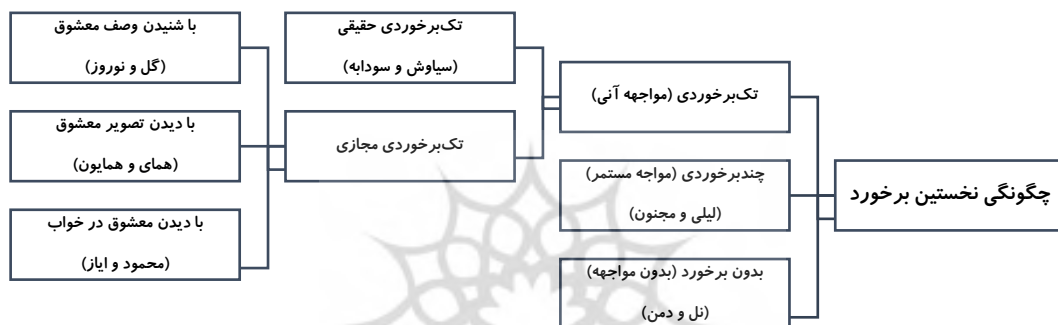 چگونگی نخستین برخورد
تک‌برخوردی (مواجهه آنی)
چندبرخوردی (مواجه مستمر)
(لیلی و مجنون)
بدون برخورد (بدون مواجهه)
(نل و دمن)
تک‌برخوردی حقیقی
(سیاوش و سودابه)
تک‌برخوردی مجازی
با شنیدن وصف معشوق
(گل و نوروز)
با دیدن تصویر معشوق
(همای و همایون)
با دیدن معشوق در خواب
(محمود و ایاز)